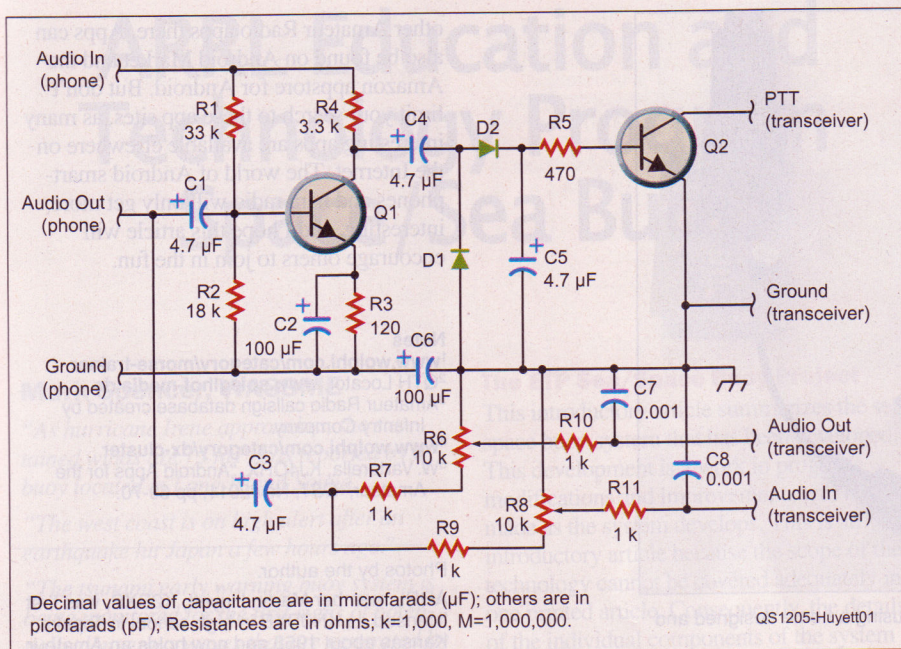 Audio In
(phone)
R1
33 k
R4
3.3 k
C4
4.7 µF
D2
R5
470
Q2
PTT
(transceiver)
Audio Out
(phone)
C1
4.7 µF
Q1
D1
C5
4.7 µF
R2
18 k
C2
100 µF
R3
120
Ground
(transceiver)
Ground
(phone)
C6
100 µF
C7
0.001
R6
10 k
R10
1 k
Audio Out
(transceiver)
C3
4.7 µF
R7
1 k
C8
0.001
R8
10 k
R11
1 k
Audio In
(transceiver)
R9
1 k
Decimal values of capacitance are in microfarads (µF); others are in
picofarads (pF); Resistances are in ohms; k=1,000, M=1,000,000.
QS1205-Huyett01